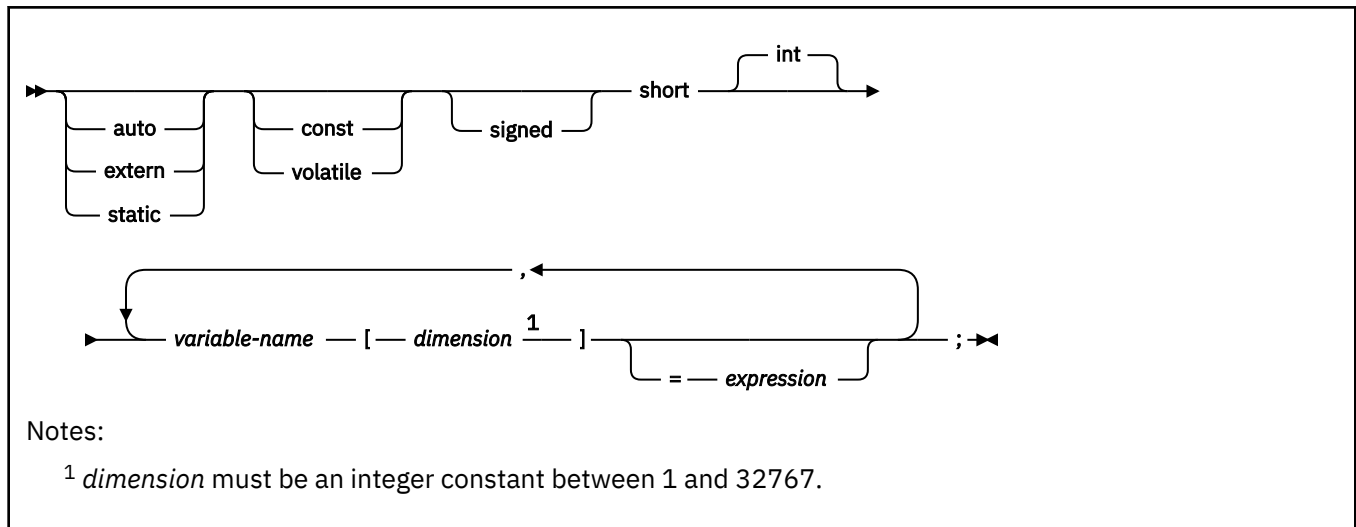 int
short
auto const signed
extern volatile
static
,
variable-name [ dimension 1 ] ;
= expression
Notes:
1 dimension must be an integer constant between 1 and 32767.